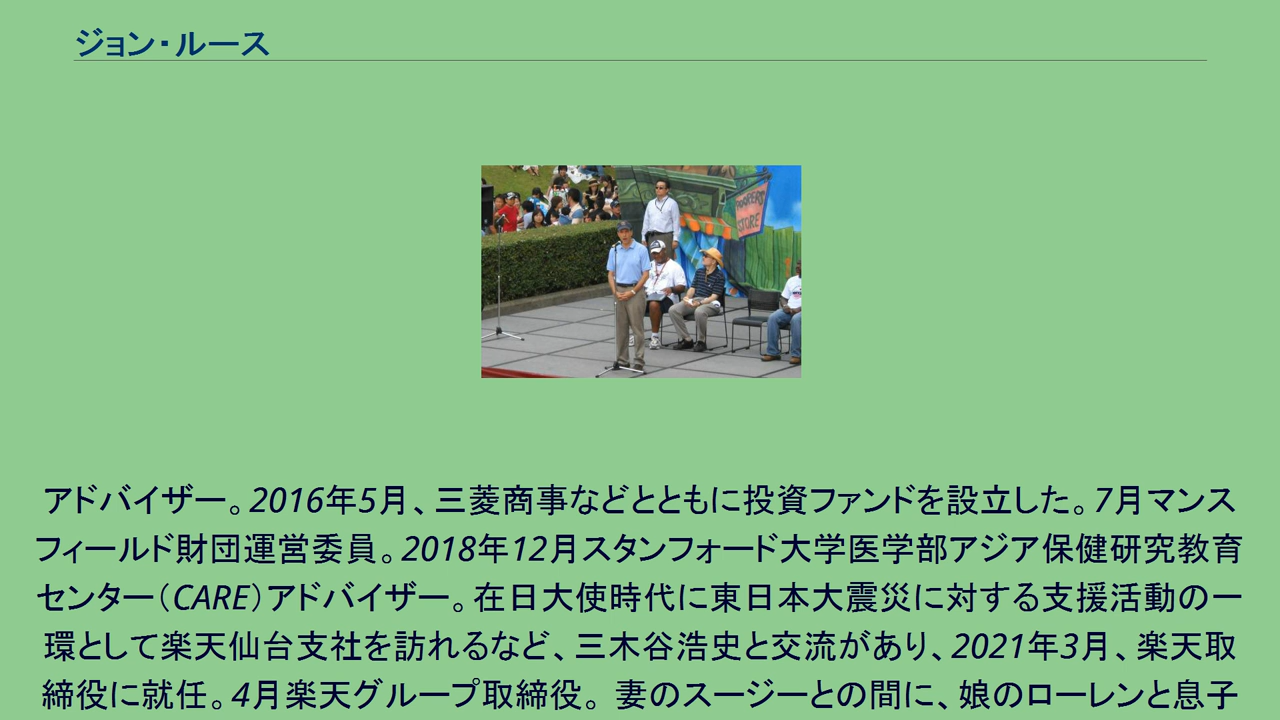 ジョン・ルース
ROOPERS
STORE
アドバイザー。2016年5月、三菱商事などとともに投資ファンドを設立した。7月マンス
フィールド財団運営委員。2018年12月スタンフォード大学医学部アジア保健研究教育
センター（CARE）アドバイザー。在日大使時代に東日本大震災に対する支援活動の一
環として楽天仙台支社を訪れるなど、三木谷浩史と交流があり、2021年3月、楽天取
締役に就任。4月楽天グループ取締役。 妻のスージーとの間に、娘のローレンと息子